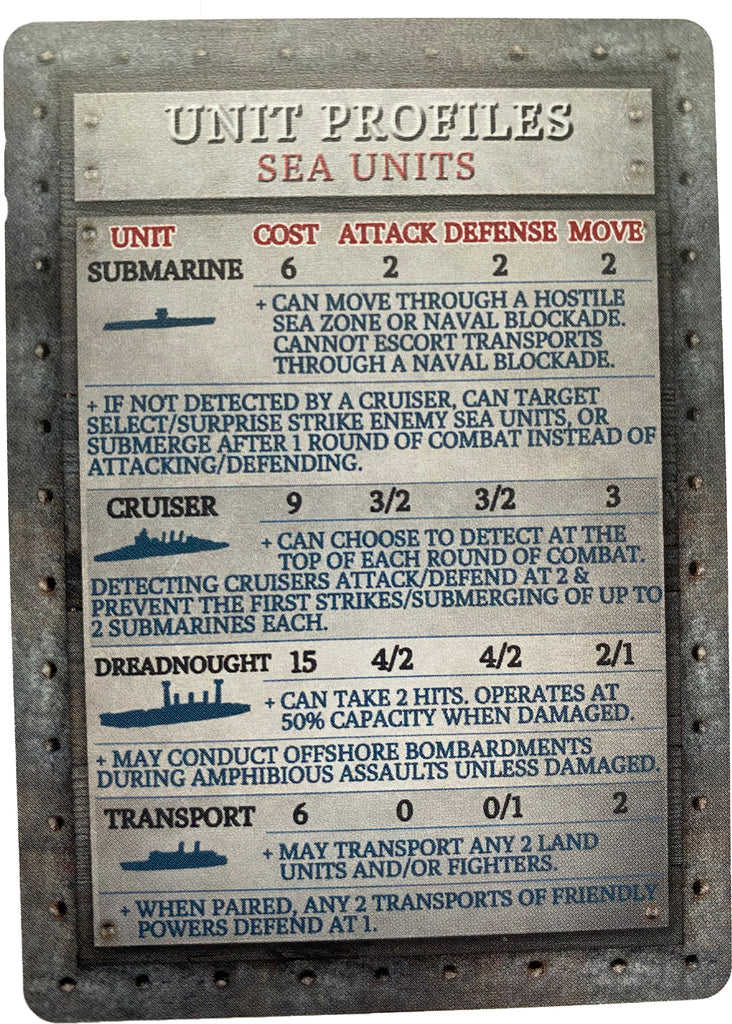 UNIT PROFILES
SEA UNITS
UNIT COST ATTACK DEFENSE MOVE
SUBMARINE 6 2 2 2
+ CAN MOVE THROUGH A HOSTILE
SEA ZONE OR NAVAL BLOCKADE.
CANNOT ESCORT TRANSPORTS
THROUGH A NAVAL BLOCKADE.
+ IF NOT DETECTED BY A CRUISER, CAN TARGET
SELECT/SURPRISE STRIKE ENEMY SEA UNITS, OR
SUBMERGE AFTER 1 ROUND OF COMBAT INSTEAD OF
ATTACKING/DEFENDING.
CRUISER 9 3/2 3/2 3
+ CAN CHOOSE TO DETECT AT THE
TOP OF EACH ROUND OF COMBAT.
DETECTING CRUISERS ATTACK/DEFEND AT 2 &
PREVENT THE FIRST STRIKES/SUBMERGING OF UP TO
2 SUBMARINES EACH.
DREADNOUGHT 15 4/2 4/2 2/1
+ CAN TAKE 2 HITS. OPERATES AT
50% CAPACITY WHEN DAMAGED.
+ MAY CONDUCT OFFSHORE BOMBARDMENTS
DURING AMPHIBIOUS ASSAULTS UNLESS DAMAGED.
TRANSPORT 6 0 0/1 2
+ MAY TRANSPORT ANY 2 LAND
UNITS AND/OR FIGHTERS.
+ WHEN PAIRED, ANY 2 TRANSPORTS OF FRIENDLY
POWERS DEFEND AT 1.